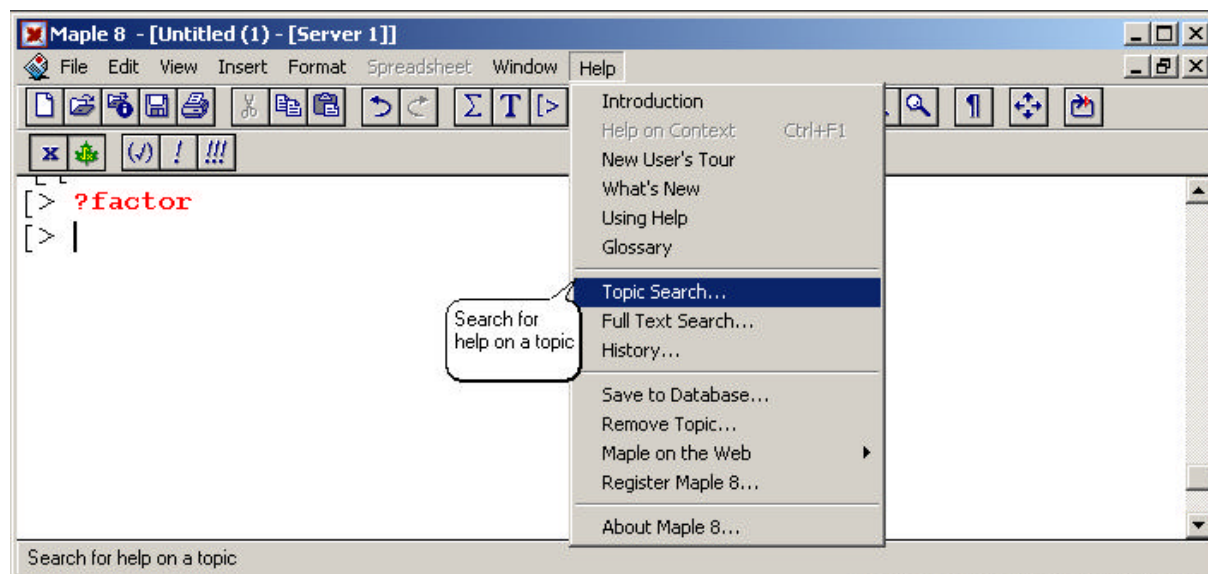 Maple 8 - [Untitled (1) - [Server 1]]
File Edit View Insert Format Spreadsheet Window Help
Σ T [>
(√) ! !!!
[> ?factor
[>
Introduction
Help on Context Ctrl+F1
New User's Tour
What's New
Using Help
Glossary
Topic Search...
Full Text Search...
History...
Save to Database...
Remove Topic...
Maple on the Web
Register Maple 8...
About Maple 8...
Search for
help on a topic
Search for help on a topic